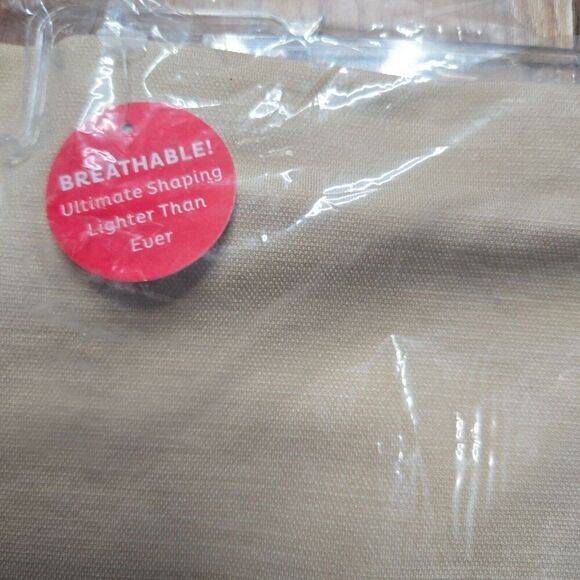 BREATHABLE!
Ultimate Shaping
Lighter Than
Ever